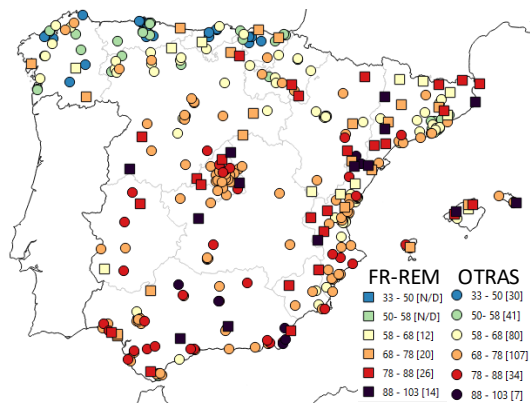 FR-REM OTRAS
33 - 50 [N/D] 33 - 50 [30]
50- 58 [N/D] 50- 58 [41]
58 - 68 [12] 58 - 68 [80]
68 - 78 [20] 68 - 78 [107]
78 - 88 [26] 78 - 88 [34]
88 - 103 [14] 88 - 103 [7]